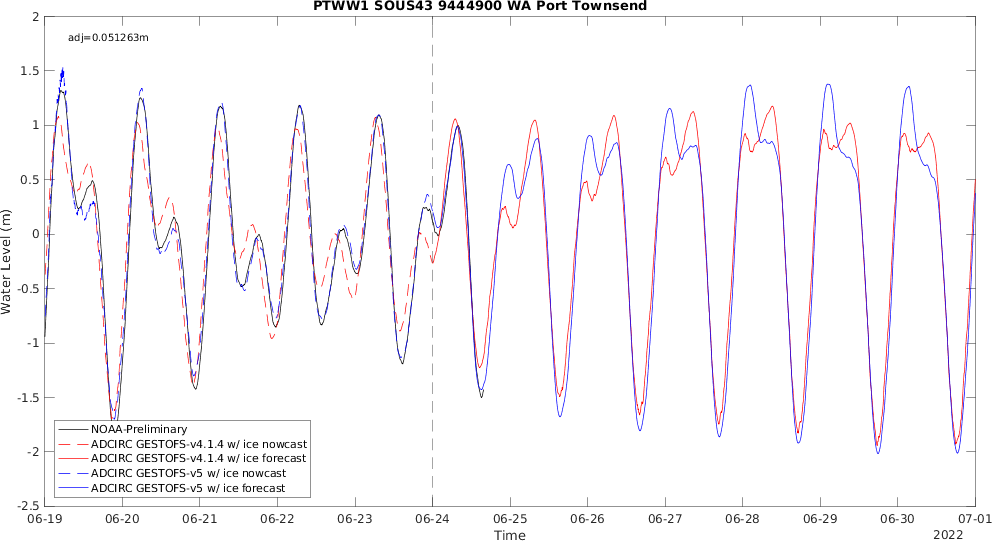 PTWW1 SOUS43 9444900 WA Port Townsend
adj=0.051263m
2
1.5
1
0.5
0
-0.5
-1
-1.5
-2
-2.5
Water Level (m)
NOAA-Preliminary
ADCIRC GESTOFS-v4.1.4 w/ ice nowcast
ADCIRC GESTOFS-v4.1.4 w/ ice forecast
ADCIRC GESTOFS-v5 w/ ice nowcast
ADCIRC GESTOFS-v5 w/ ice forecast
06-19 06-20 06-21 06-22 06-23 06-24 06-25 06-26 06-27 06-28 06-29 06-30 07-01
Time
2022